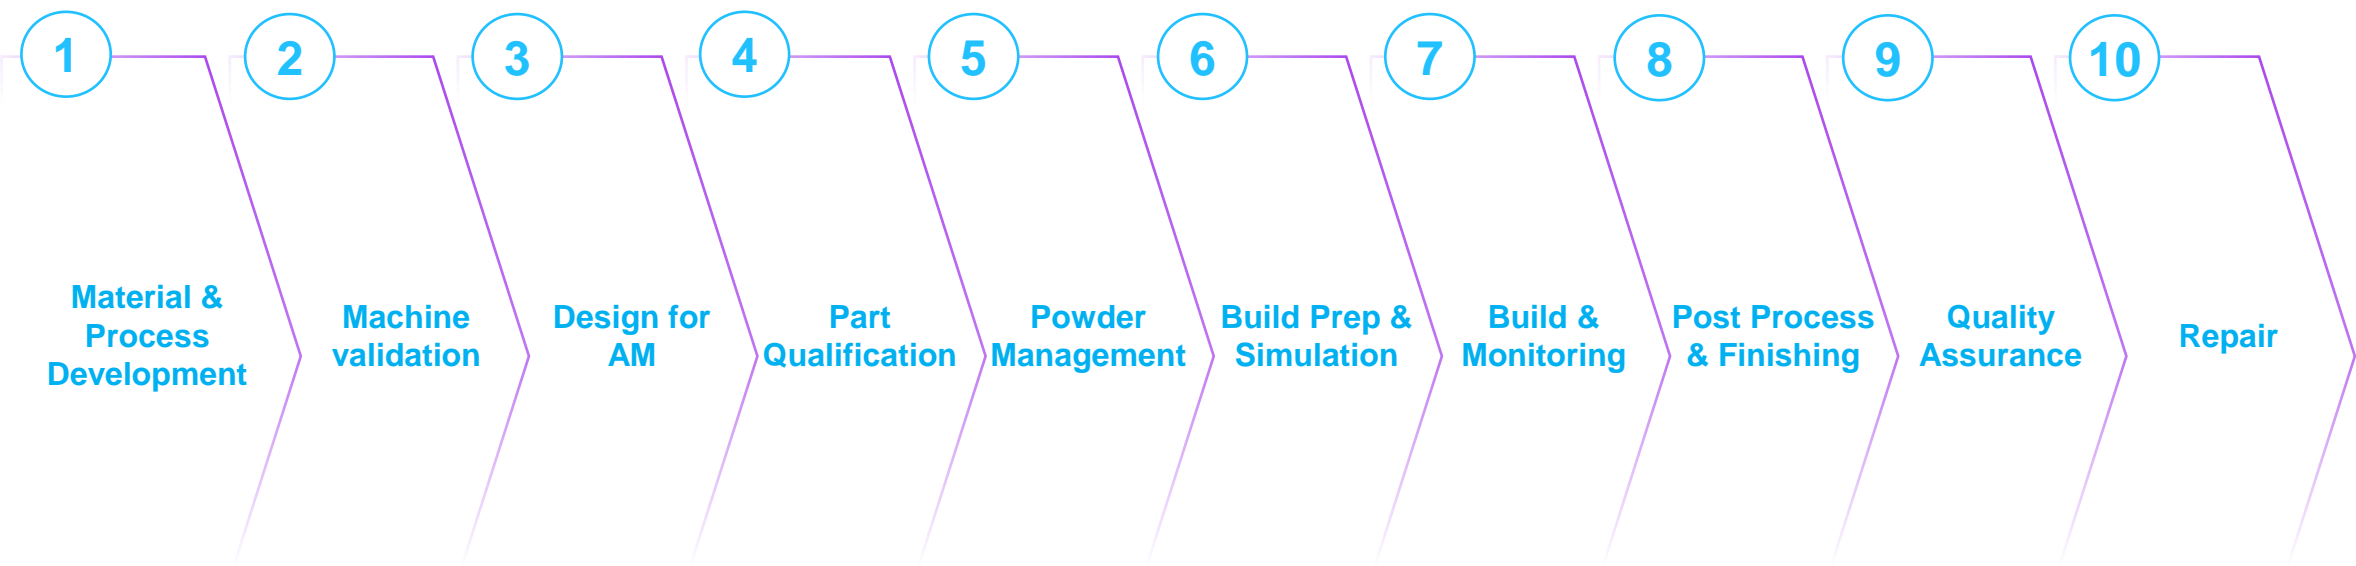 1
Material &
Process
Development
2
Machine
validation
3
Design for
AM
4
Part
Qualification
5
Powder
Management
6
Build Prep &
Simulation
7
Build &
Monitoring
8
Post Process
& Finishing
9
Quality
Assurance
10
Repair